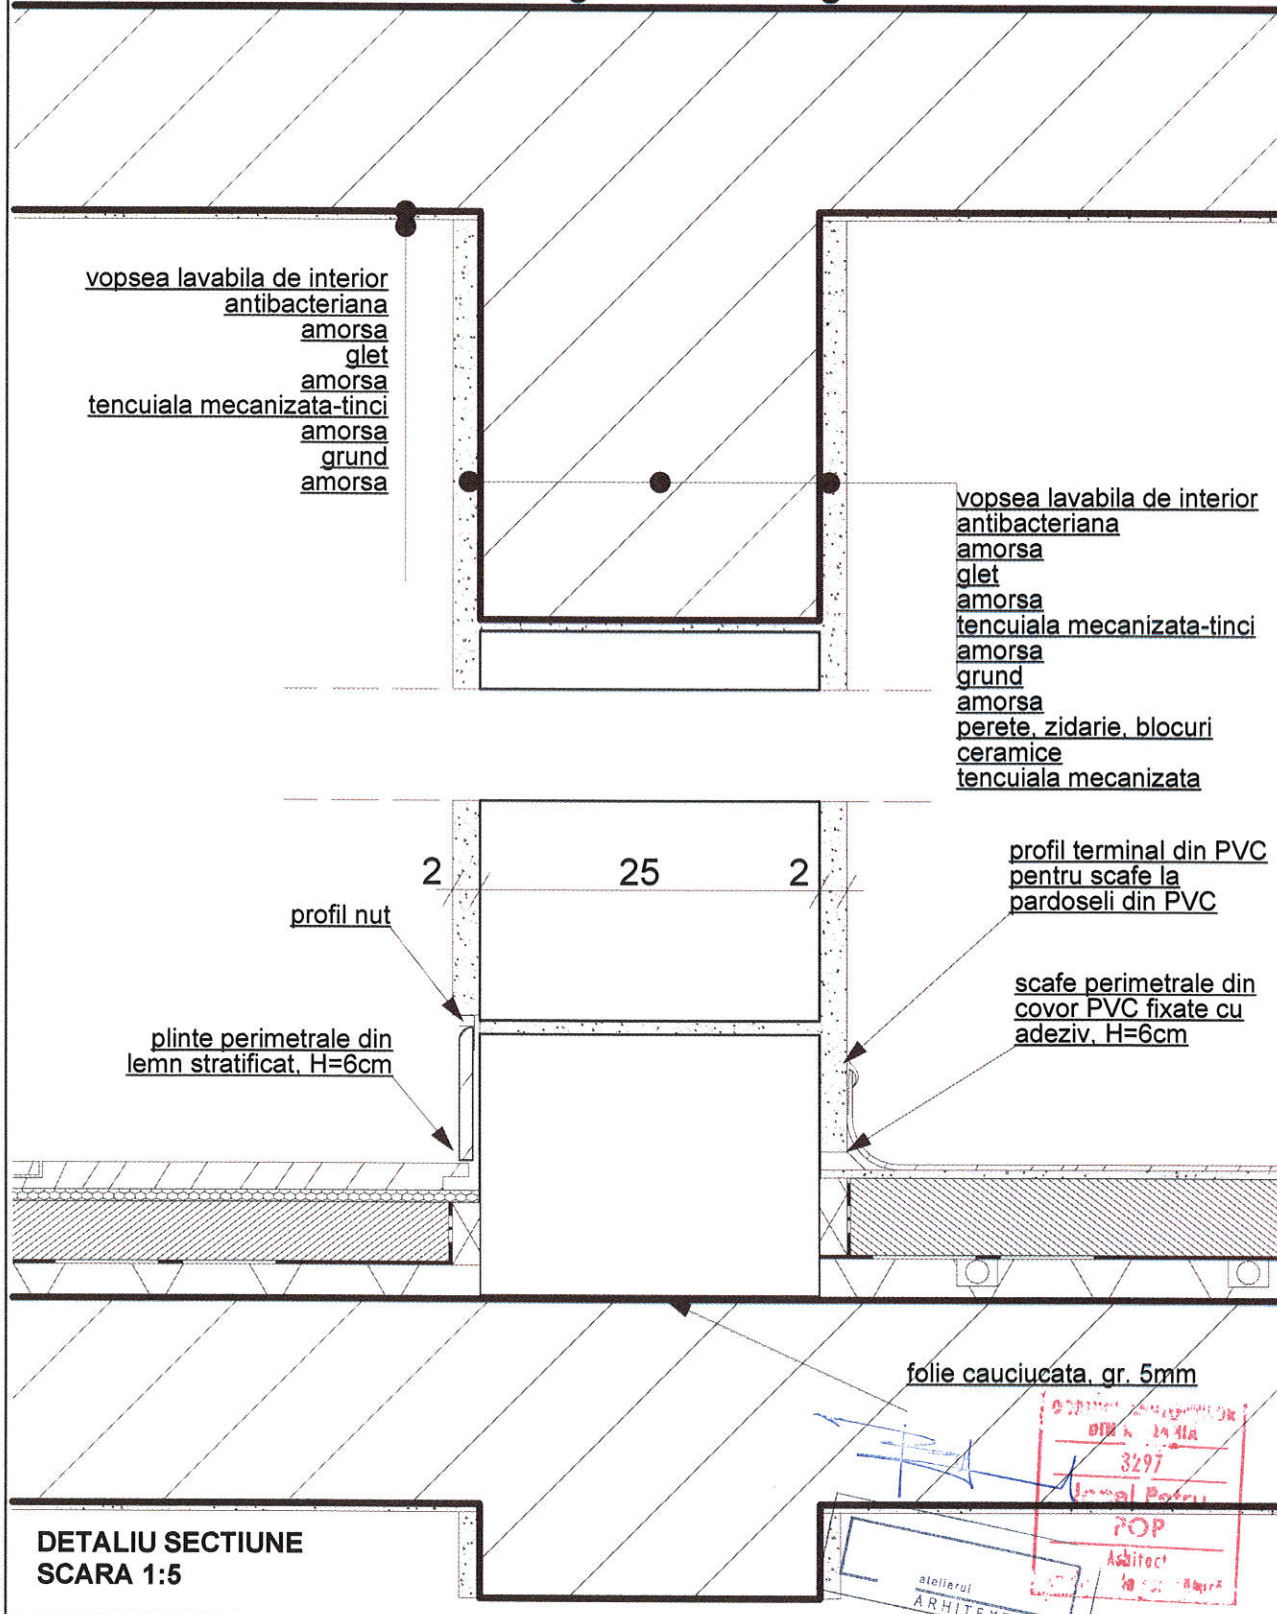 vopsea lavabila de interior
antibacteriana
amorsa
glet
amorsa
tencuiala mecanizata-tinci
amorsa
grund
amorsa
vopsea lavabila de interior
antibacteriana
amorsa
glet
amorsa
tencuiala mecanizata-tinci
amorsa
grund
amorsa
perete, zidarie, blocuri
ceramice
tencuiala mecanizata
2 25 2
profil nut
plinte perimetrale din
lemn stratificat, H=6cm
profil terminal din PVC
pentru scafe la
pardoseli din PVC
scafe perimetrale din
covor PVC fixate cu
adeziv, H=6cm
folie cauciucata, gr. 5mm
DIN
3297
POP
Arhitect
atelierul
DETALIU SECTIUNE
SCARA 1:5